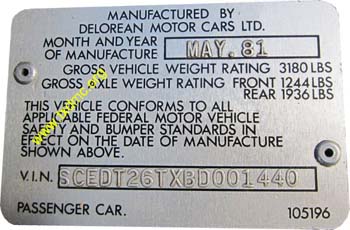 MANUFACTURED BY
DELOREAN MOTOR CARS LTD.
MONTH AND YEAR
OF MANUFACTURE MAY. 81
GROSS VEHICLE WEIGHT RATING 3180 LBS
GROSS AXLE WEIGHT RATING FRONT 1244 LBS
REAR 1936 LBS
THIS VEHICLE CONFORMS TO ALL
APPLICABLE FEDERAL MOTOR VEHICLE
SAFETY AND BUMPER STANDARDS IN
EFFECT ON THE DATE OF MANUFACTURE
SHOWN ABOVE.
V.I.N. SCEDT26TXBD001440
PASSENGER CAR. 105196